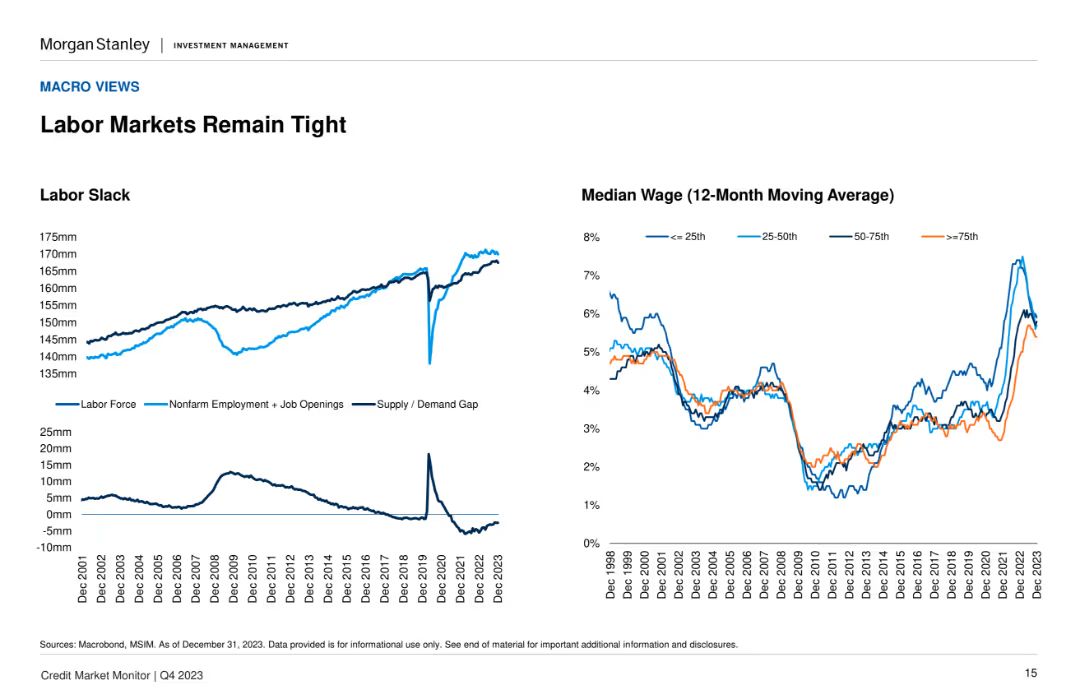 Morgan Stanley | INVESTMENT MANAGEMENT
MACRO VIEWS
Labor Markets Remain Tight
Labor Slack
175mm
170mm
165mm
160mm
155mm
150mm
145mm
140mm
135mm
Labor Force Nonfarm Employment + Job Openings Supply / Demand Gap
25mm
20mm
15mm
10mm
5mm
0mm
-5mm
-10mm
Dec 2001
Dec 2002
Dec 2003
Dec 2004
Dec 2005
Dec 2006
Dec 2007
Dec 2008
Dec 2009
Dec 2010
Dec 2011
Dec 2012
Dec 2013
Dec 2014
Dec 2015
Dec 2016
Dec 2017
Dec 2018
Dec 2019
Dec 2020
Dec 2021
Dec 2022
Dec 2023
Median Wage (12-Month Moving Average)
<= 25th 25-50th 50-75th >=75th
8%
7%
6%
5%
4%
3%
2%
1%
0%
Dec 1998
Dec 1999
Dec 2000
Dec 2001
Dec 2002
Dec 2003
Dec 2004
Dec 2005
Dec 2006
Dec 2007
Dec 2008
Dec 2009
Dec 2010
Dec 2011
Dec 2012
Dec 2013
Dec 2014
Dec 2015
Dec 2016
Dec 2017
Dec 2018
Dec 2019
Dec 2020
Dec 2021
Dec 2022
Dec 2023
Sources: Macrobond, MSIM. As of December 31, 2023. Data provided is for informational use only. See end of material for important additional information and disclosures.
Credit Market Monitor | Q4 2023
15